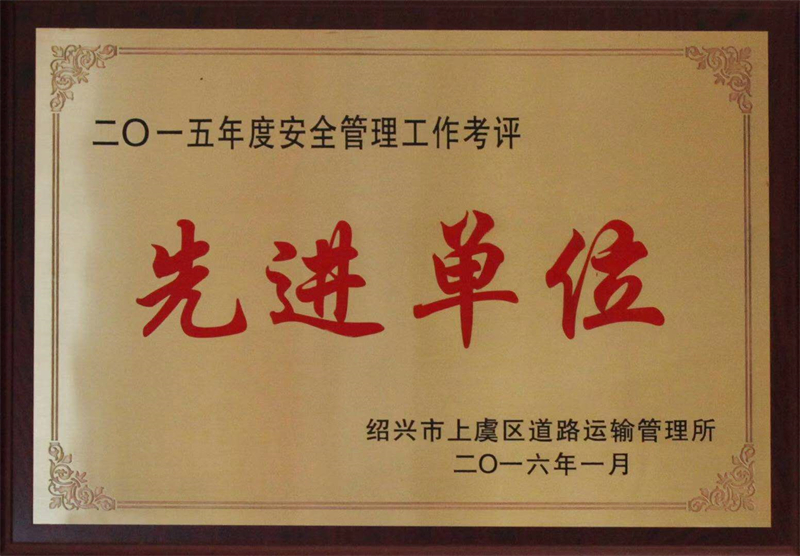 二〇一五年度安全管理工作考评
先进单位
绍兴市上虞区道路运输管理所
二〇一六年一月